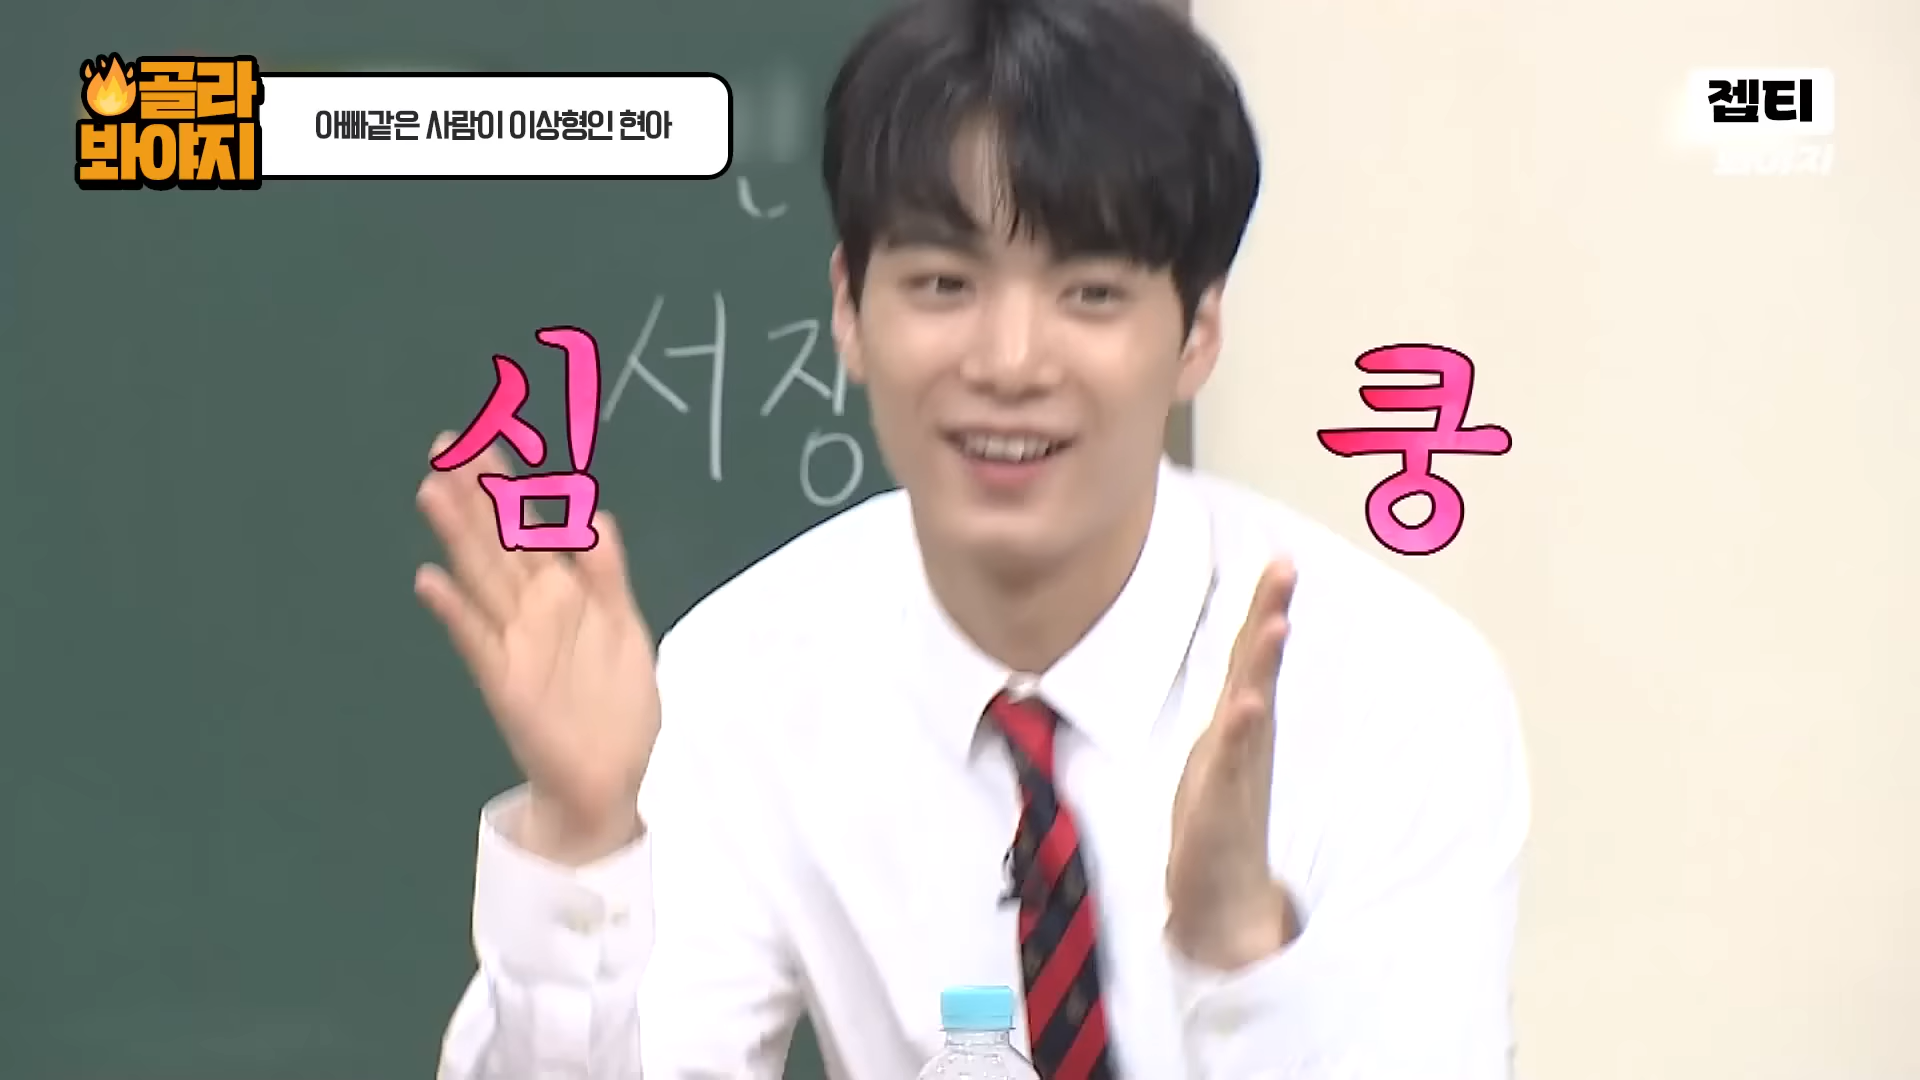 골라
봐야지
아빠같은 사람이 이상형인 현아
젭티
심쿵
서장